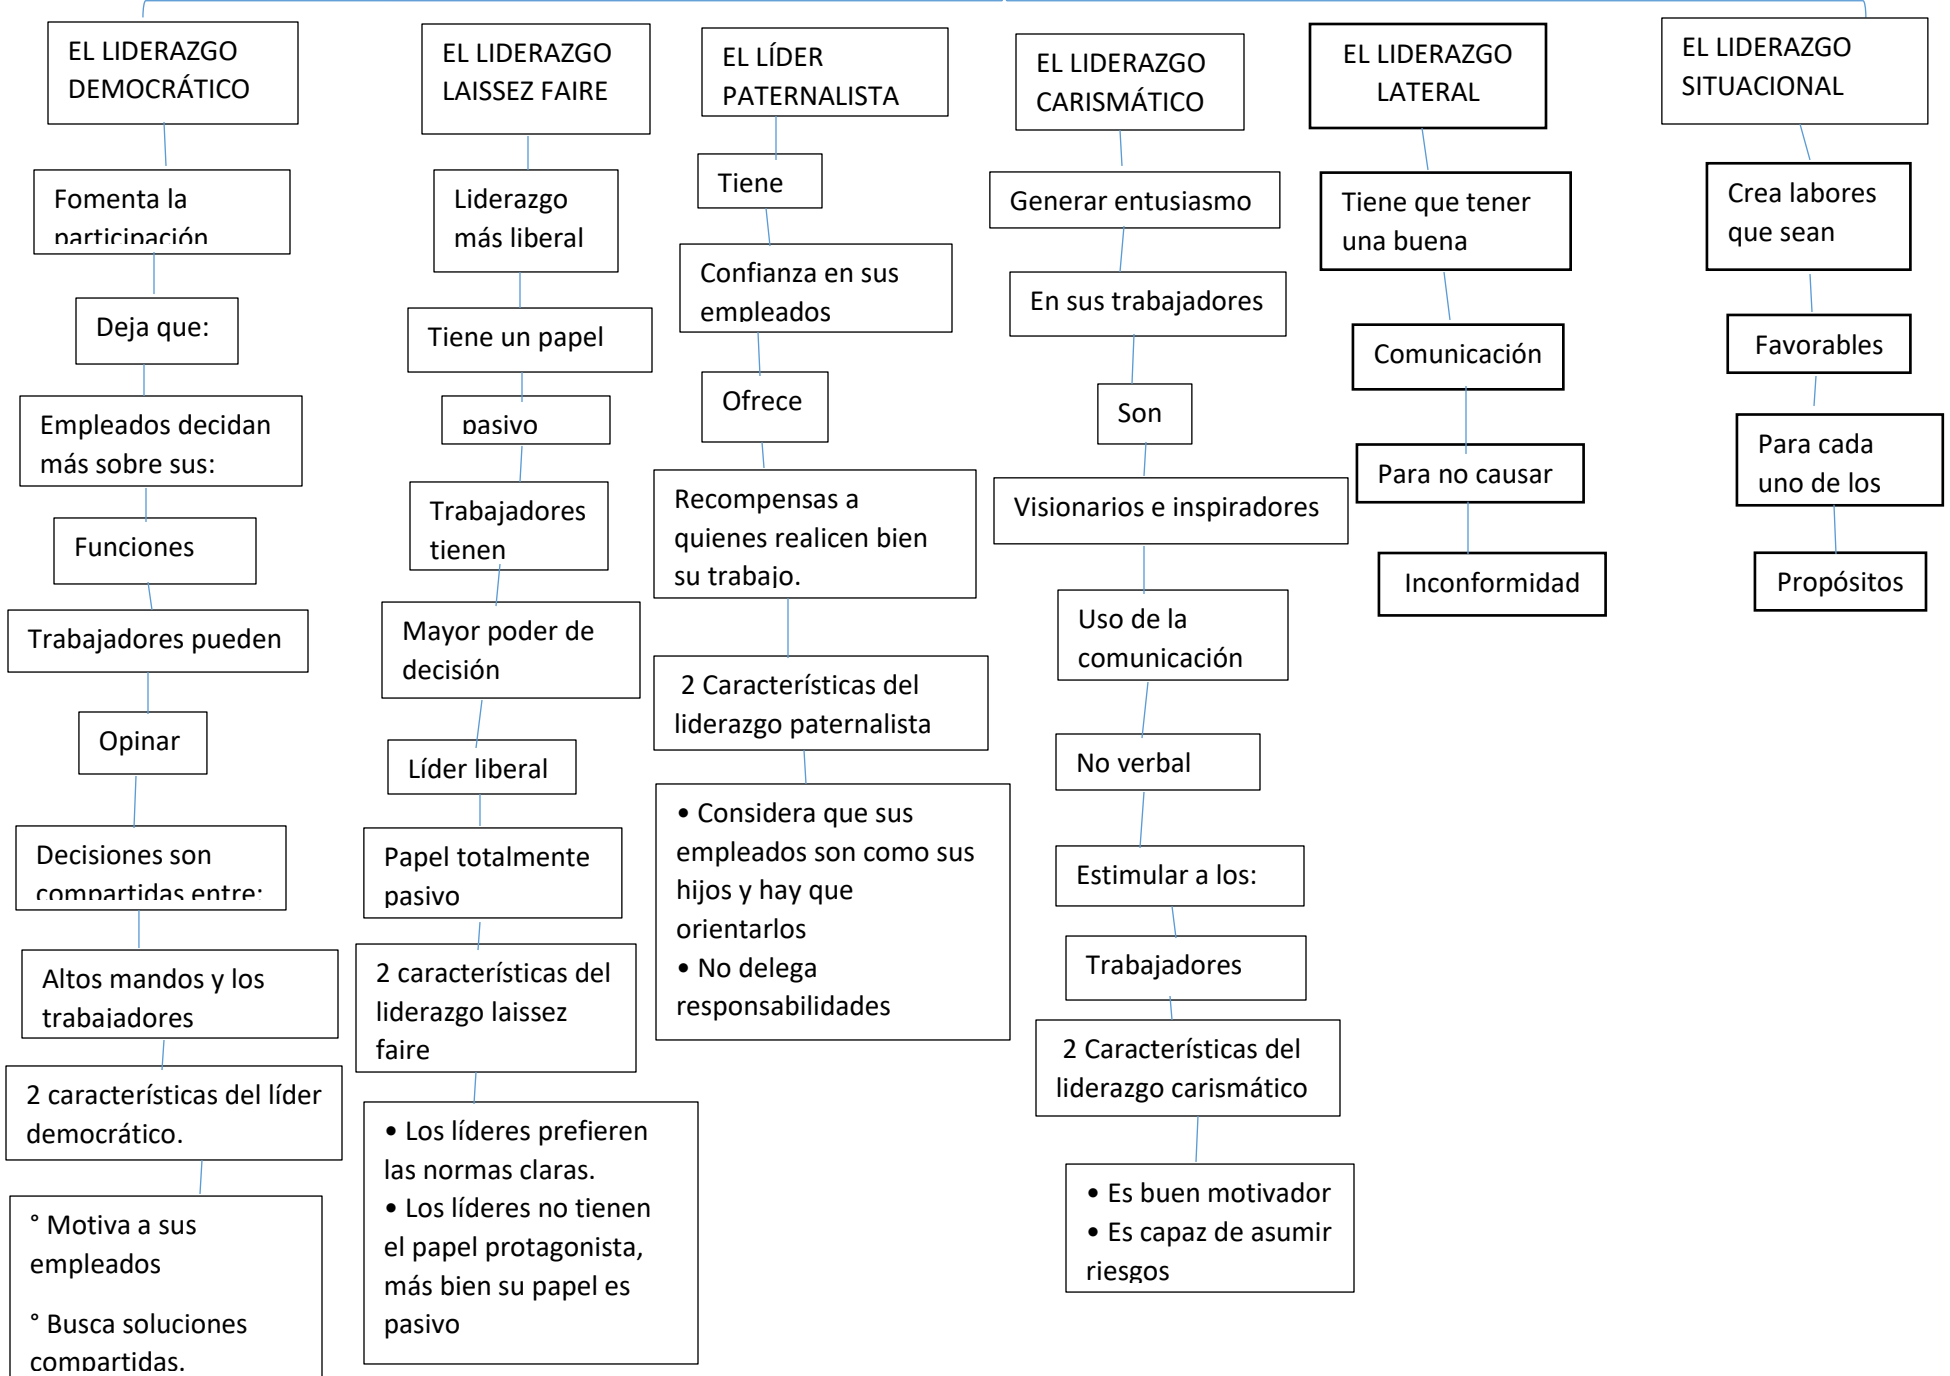 EL LIDERAZGO
DEMOCRÁTICO
Fomenta la
participación
Deja que:
Empleados decidan
más sobre sus:
Funciones
Trabajadores pueden
Opinar
Decisiones son
compartidas entre:
Altos mandos y los
trabajadores
2 características del líder
democrático.
° Motiva a sus
empleados
° Busca soluciones
compartidas.
EL LIDERAZGO
LAISSEZ FAIRE
Liderazgo
más liberal
Tiene un papel
pasivo
Trabajadores
tienen
Mayor poder de
decisión
Líder liberal
Papel totalmente
pasivo
2 características del
liderazgo laissez
faire
• Los líderes prefieren
las normas claras.
• Los líderes no tienen
el papel protagonista,
más bien su papel es
pasivo
EL LÍDER
PATERNALISTA
Tiene
Confianza en sus
empleados
Ofrece
Recompensas a
quienes realicen bien
su trabajo.
2 Características del
liderazgo paternalista
• Considera que sus
empleados son como sus
hijos y hay que
orientarlos
• No delega
responsabilidades
EL LIDERAZGO
CARISMÁTICO
Generar entusiasmo
En sus trabajadores
Son
Visionarios e inspiradores
Uso de la
comunicación
No verbal
Estimular a los:
Trabajadores
2 Características del
liderazgo carismático
• Es buen motivador
• Es capaz de asumir
riesgos
EL LIDERAZGO
LATERAL
Tiene que tener
una buena
Comunicación
Para no causar
Inconformidad
EL LIDERAZGO
SITUACIONAL
Crea labores
que sean
Favorables
Para cada
uno de los
Propósitos